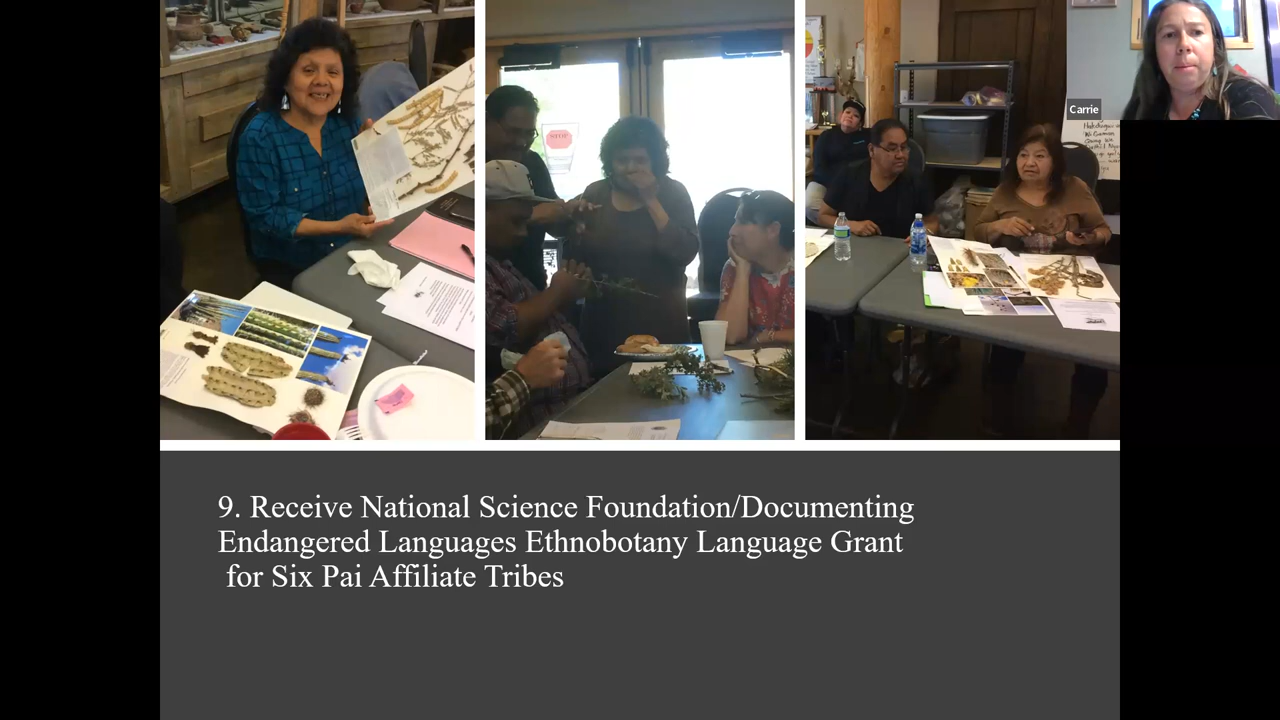 Carrie
9. Receive National Science Foundation/Documenting
Endangered Languages Ethnobotany Language Grant
for Six Pai Affiliate Tribes